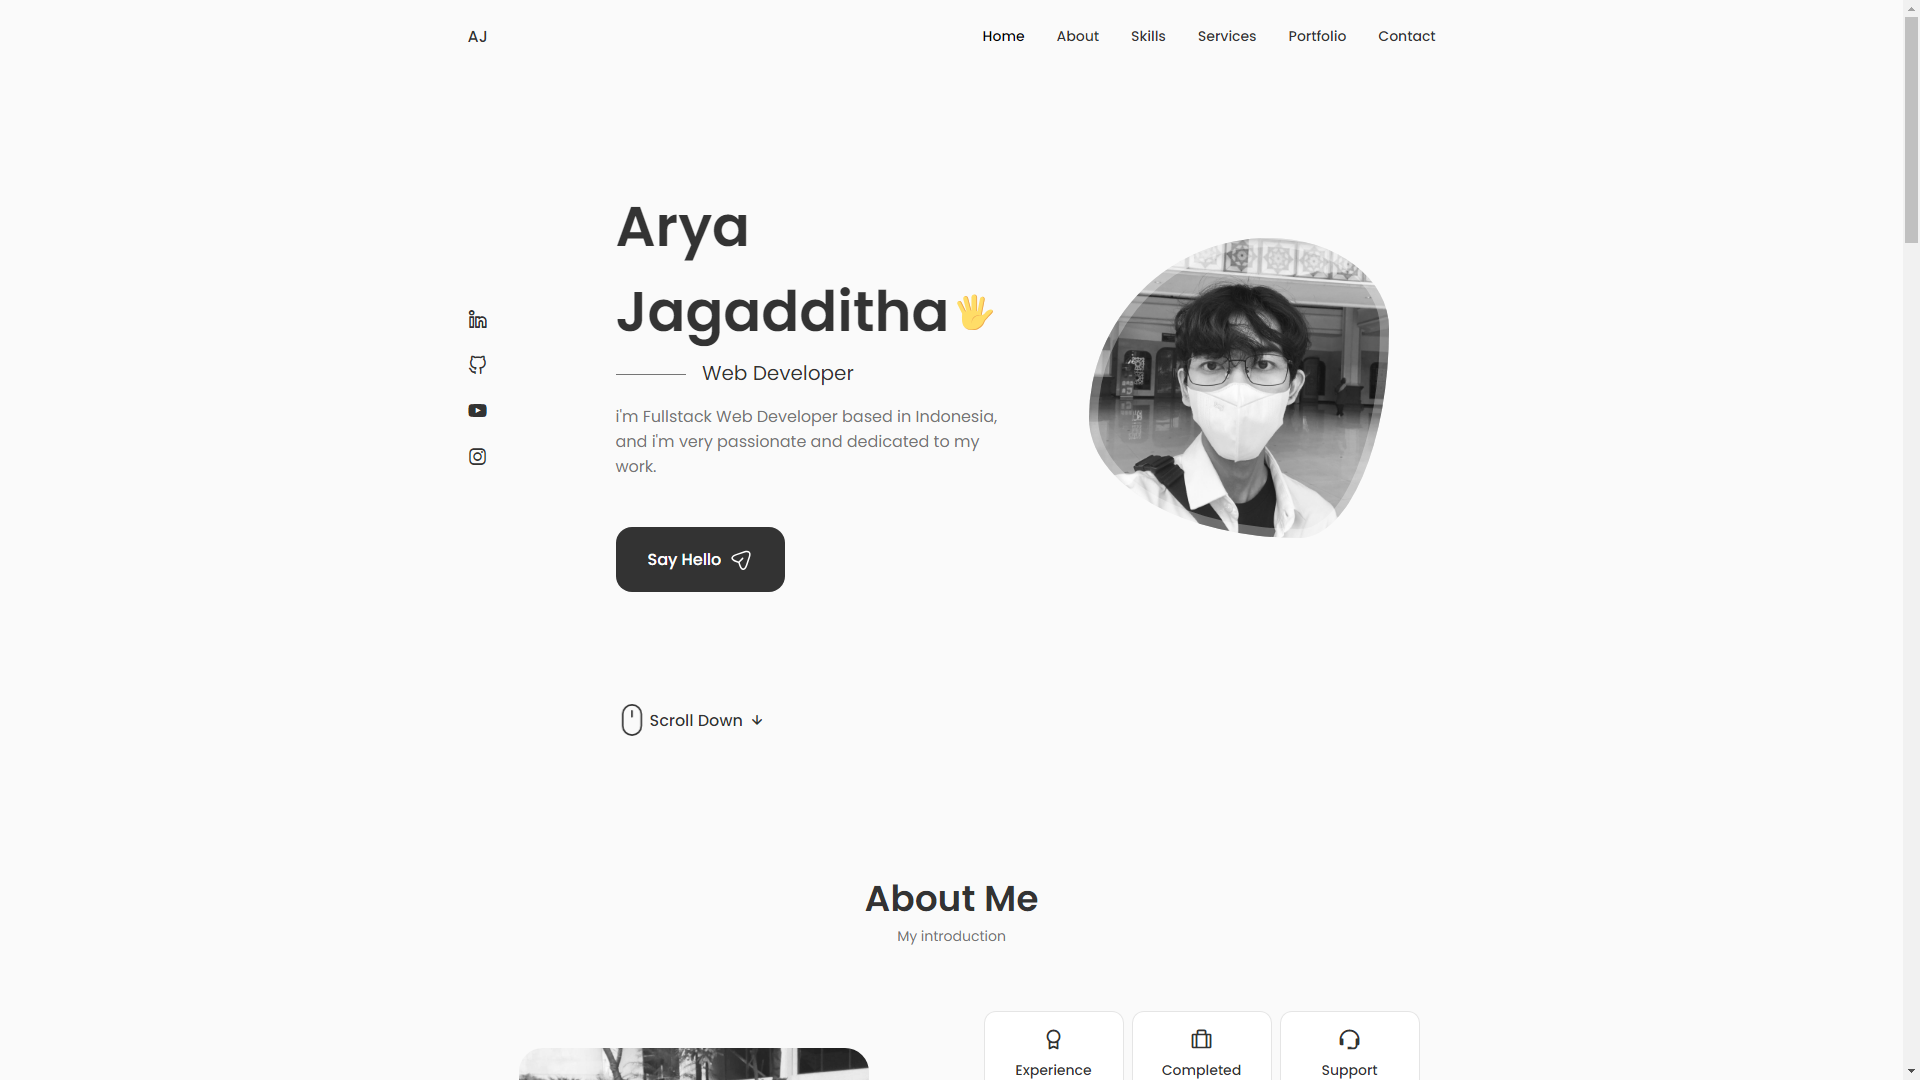 AJ
Home About Skills Services Portfolio Contact
Arya
Jagadditha
Web Developer
i'm Fullstack Web Developer based in Indonesia,
and i'm very passionate and dedicated to my
work.
Say Hello
Scroll Down
About Me
My introduction
Experience Completed Support